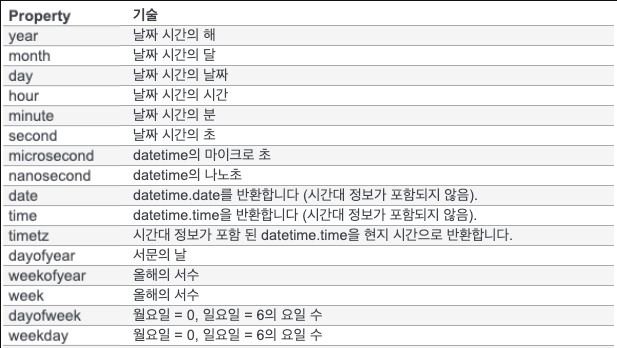 Property 기술
year 날짜 시간의 해
month 날짜 시간의 달
day 날짜 시간의 날짜
hour 날짜 시간의 시간
minute 날짜 시간의 분
second 날짜 시간의 초
microsecond datetime의 마이크로 초
nanosecond datetime의 나노초
date datetime.date를 반환합니다 (시간대 정보가 포함되지 않음).
time datetime.time을 반환합니다 (시간대 정보가 포함되지 않음).
timetz 시간대 정보가 포함 된 datetime.time을 현지 시간으로 반환합니다.
dayofyear 서문의 날
weekofyear 올해의 서수
week 올해의 서수
dayofweek 월요일 = 0, 일요일 = 6의 요일 수
weekday 월요일 = 0, 일요일 = 6의 요일 수